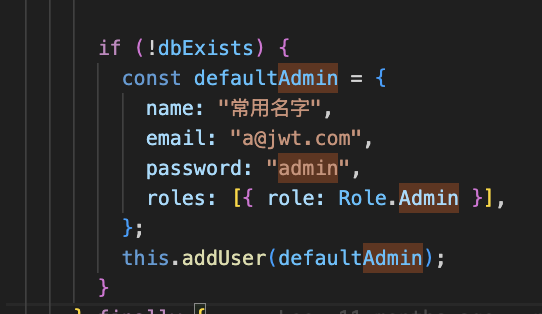 if (!dbExists) {
const defaultAdmin = {
name: "常用名字",
email: "a@jwt.com",
password: "admin",
roles: [{ role: Role.Admin }],
};
this.addUser(defaultAdmin);
}
} finally {